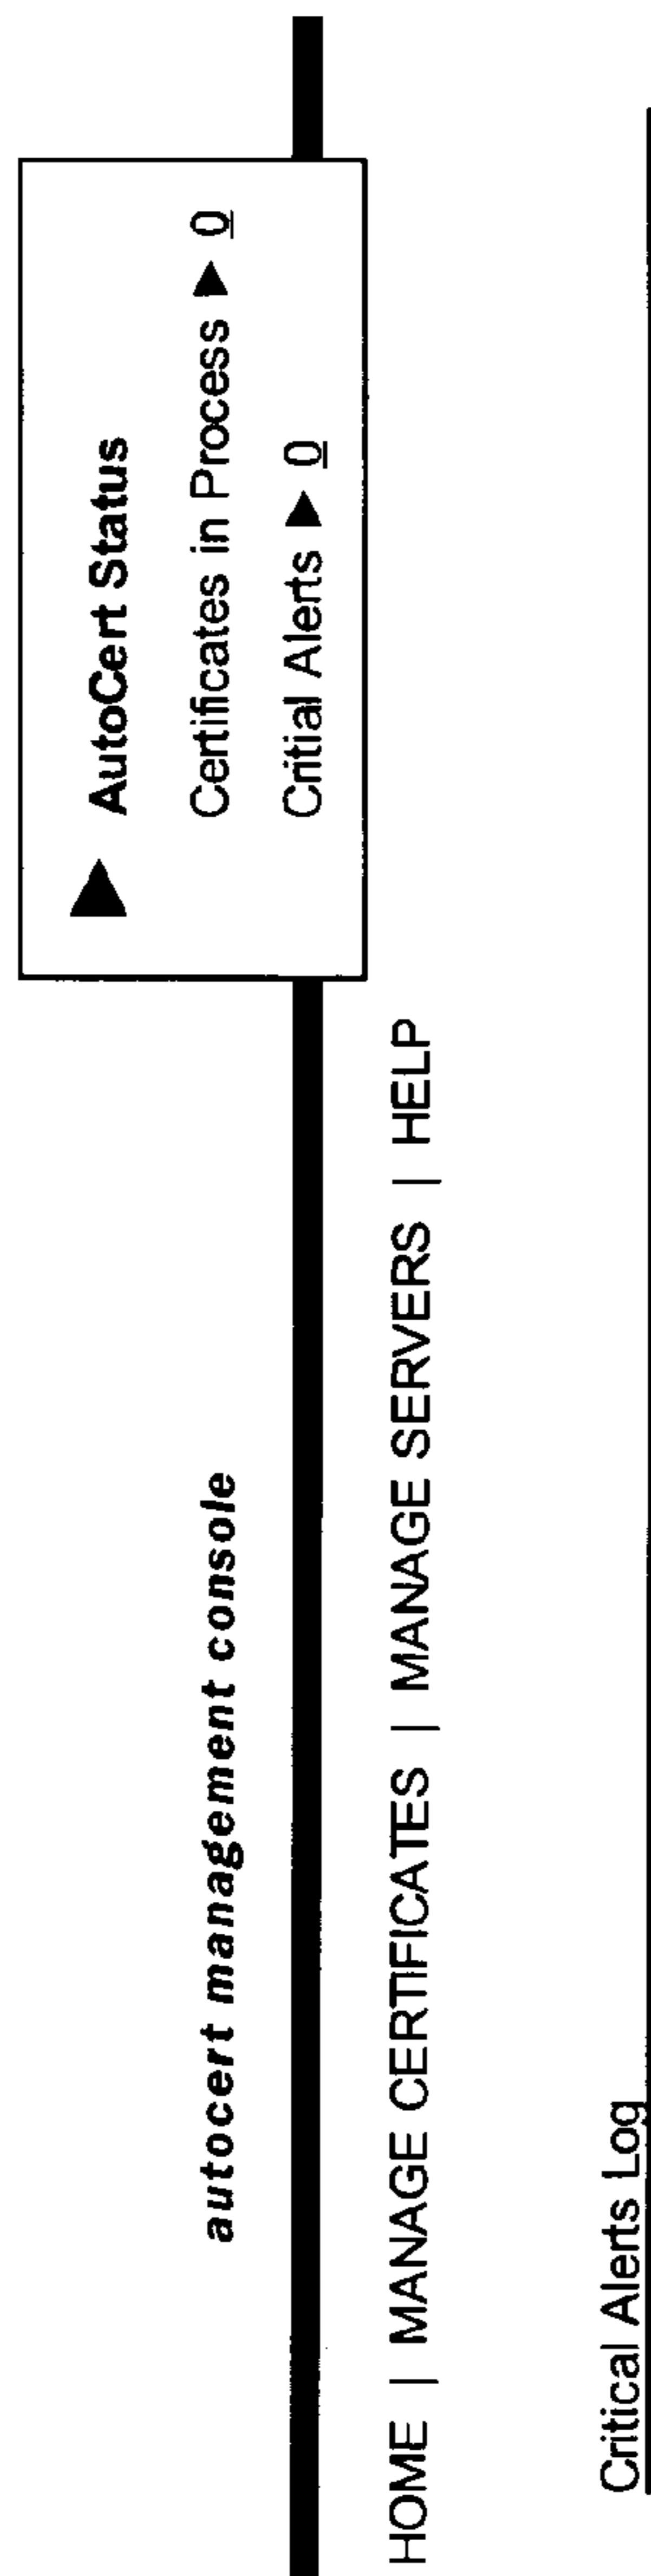 AutoCert Status
Certificates in Process ▶ 0
Critial Alerts ▶ 0
autocert management console
HOME | MANAGE CERTIFICATES | MANAGE SERVERS | HELP
Critical Alerts Log